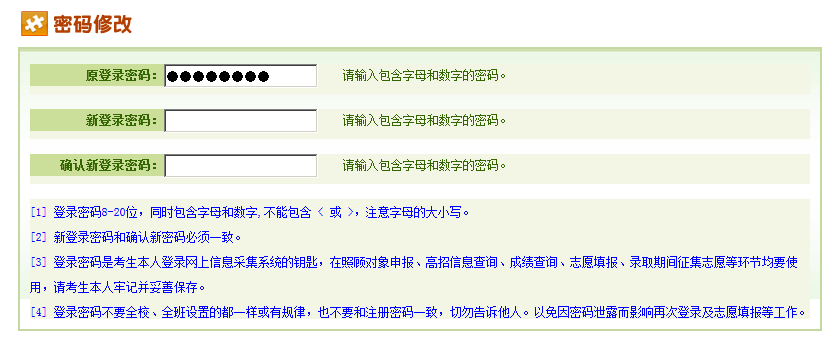 密码修改
原登录密码： ●●●●●●●● 请输入包含字母和数字的密码。
新登录密码： 请输入包含字母和数字的密码。
确认新登录密码： 请输入包含字母和数字的密码。
[1] 登录密码8-20位，同时包含字母和数字,不能包含 < 或 >，注意字母的大小写。
[2] 新登录密码和确认新密码必须一致。
[3] 登录密码是考生本人登录网上信息采集系统的钥匙，在照顾对象申报、高招信息查询、成绩查询、志愿填报、录取期间征集志愿等环节均要使
用，请考生本人牢记并妥善保存。
[4] 登录密码不要全校、全班设置的都一样或有规律，也不要和注册密码一致，切勿告诉他人。以免因密码泄露而影响再次登录及志愿填报等工作。